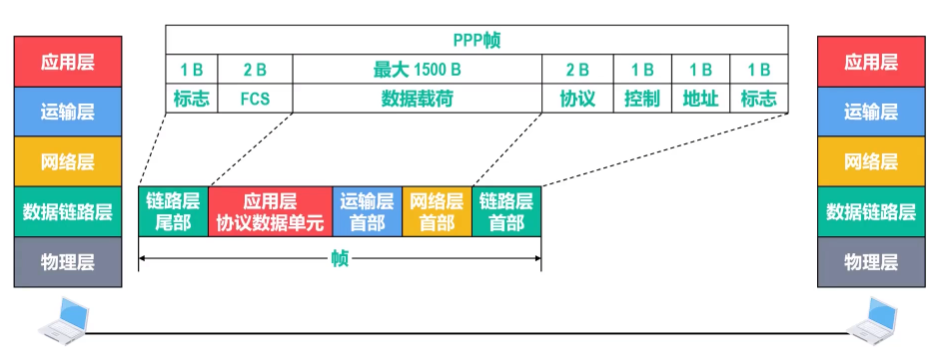 PPP帧
1 B
2 B
最大 1500 B
2 B
1 B
1 B
1 B
标志
FCS
数据载荷
协议
控制
地址
标志
应用层
运输层
网络层
数据链路层
物理层
链路层
尾部
应用层
协议数据单元
运输层
首部
网络层
首部
链路层
首部
帧
应用层
运输层
网络层
数据链路层
物理层